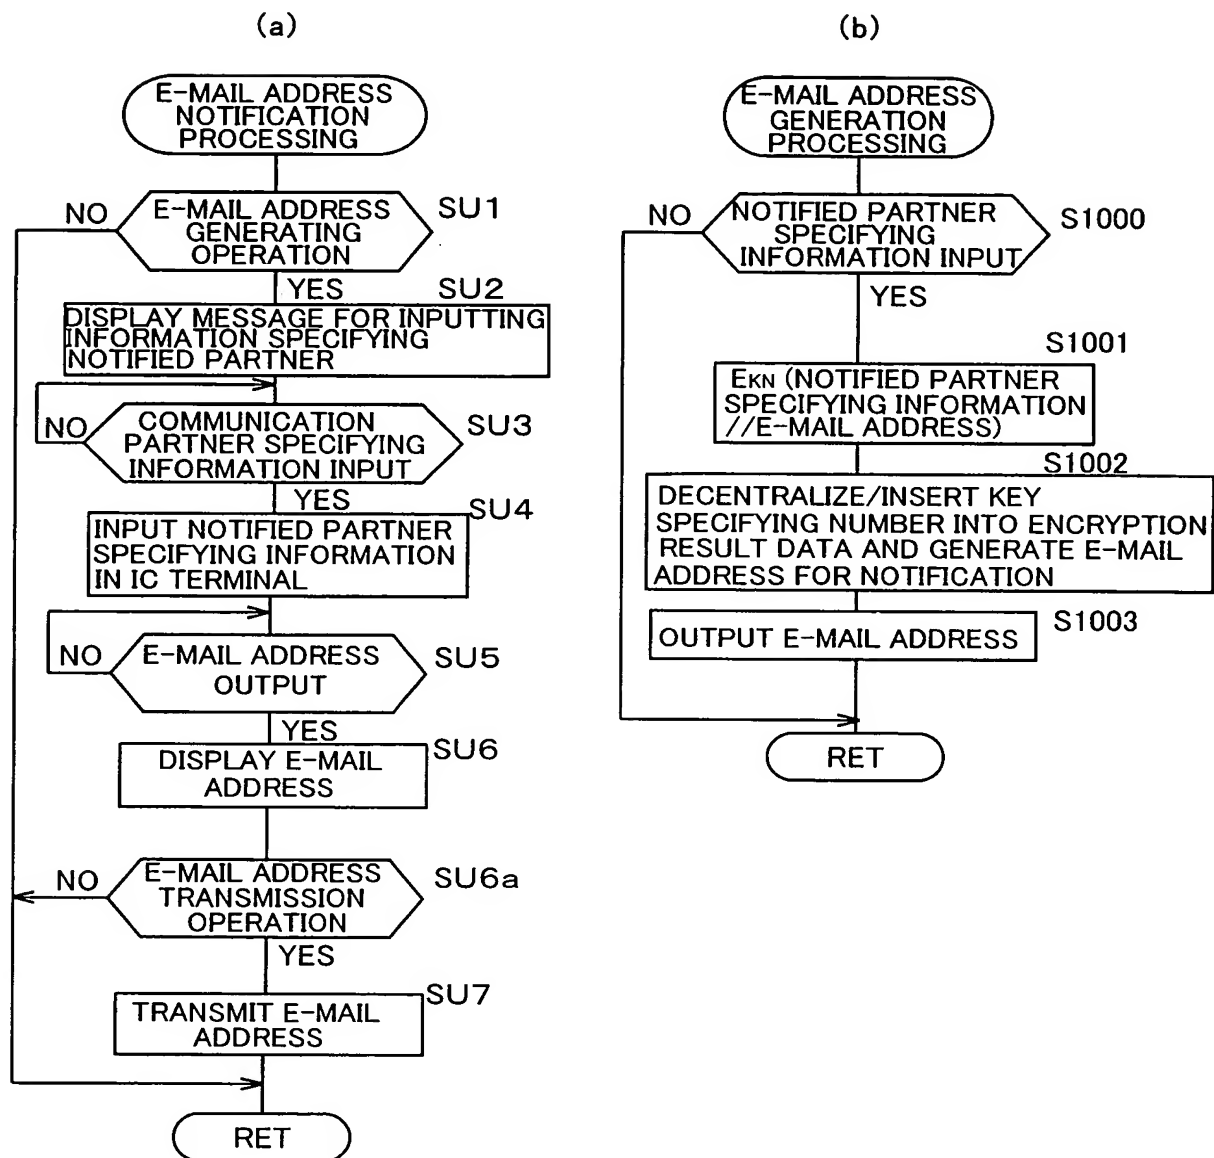 (a)
E-MAIL ADDRESS
NOTIFICATION
PROCESSING
NO
E-MAIL ADDRESS
GENERATING
OPERATION
SU1
YES
SU2
DISPLAY MESSAGE FOR INPUTTING
INFORMATION SPECIFYING
NOTIFIED PARTNER
NO
COMMUNICATION
PARTNER SPECIFYING
INFORMATION INPUT
SU3
YES
SU4
INPUT NOTIFIED PARTNER
SPECIFYING INFORMATION
IN IC TERMINAL
NO
E-MAIL ADDRESS
OUTPUT
SU5
YES
SU6
DISPLAY E-MAIL
ADDRESS
NO
E-MAIL ADDRESS
TRANSMISSION
OPERATION
SU6a
YES
SU7
TRANSMIT E-MAIL
ADDRESS
RET
(b)
E-MAIL ADDRESS
GENERATION
PROCESSING
NO
NOTIFIED PARTNER
SPECIFYING
INFORMATION INPUT
S1000
YES
S1001
EKN (NOTIFIED PARTNER
SPECIFYING INFORMATION
//E-MAIL ADDRESS)
S1002
DECENTRALIZE/INSERT KEY
SPECIFYING NUMBER INTO ENCRYPTION
RESULT DATA AND GENERATE E-MAIL
ADDRESS FOR NOTIFICATION
S1003
OUTPUT E-MAIL ADDRESS
RET